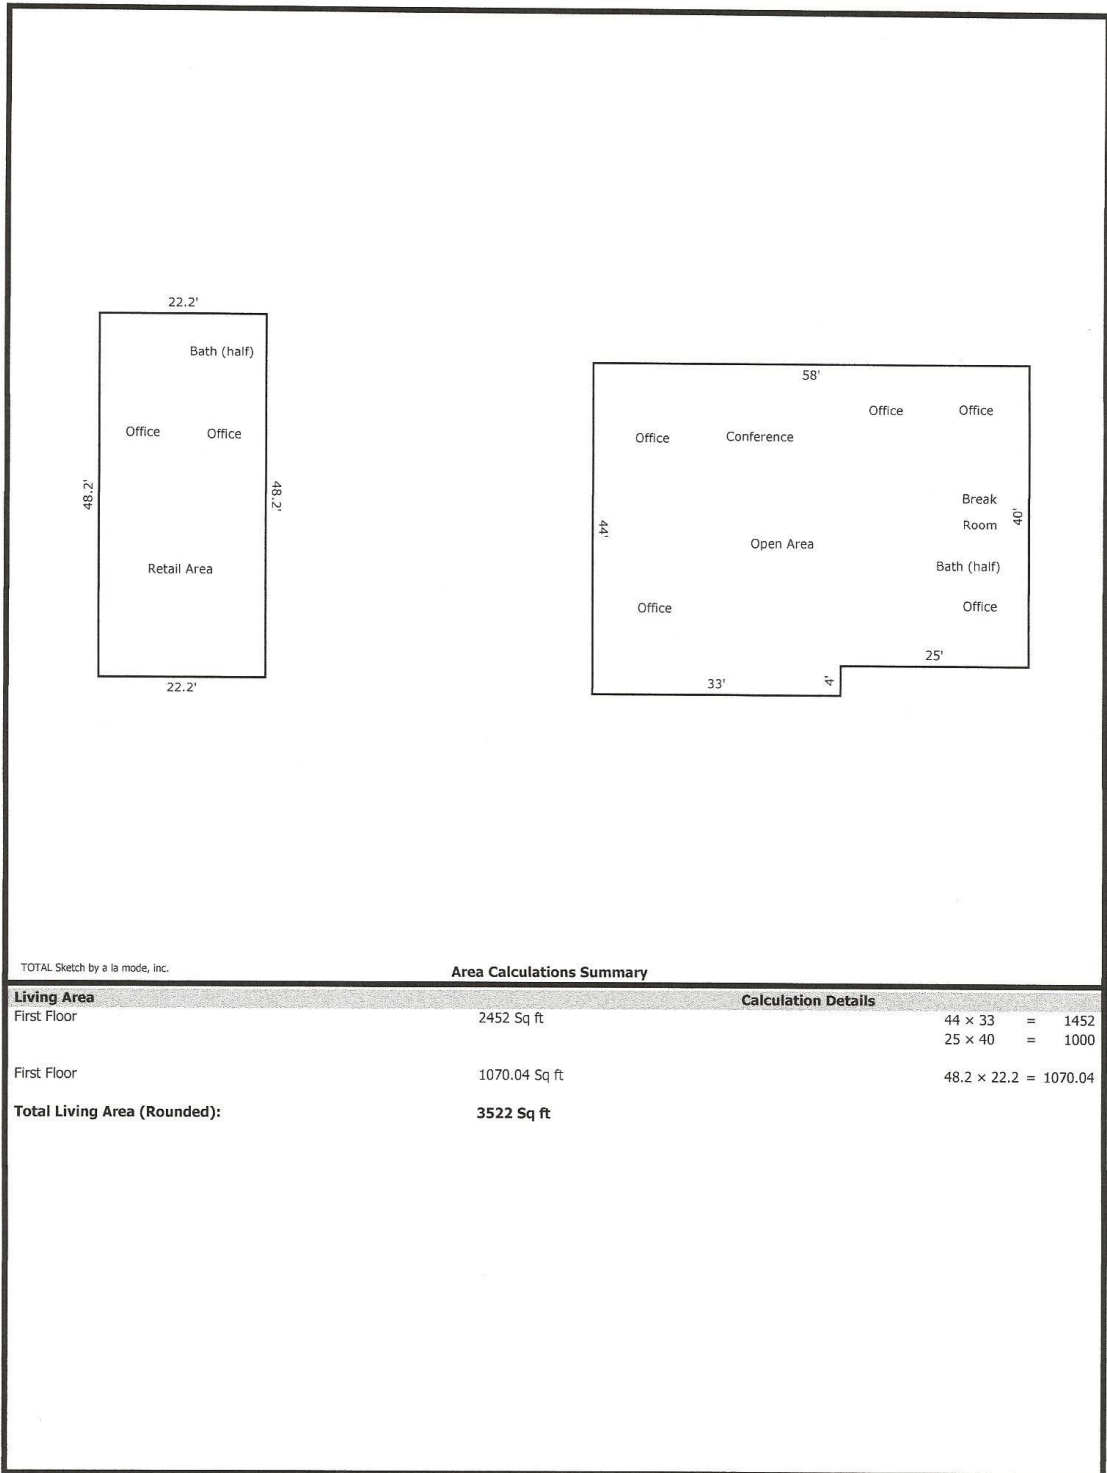 22.2'
Bath (half)
Office Office
48.2'
48.2'
Retail Area
22.2'
58'
Office Office
Office Conference
Break
Room
40'
44'
Open Area
Bath (half)
Office Office
25'
33'
4'
TOTAL Sketch by a la mode, inc.
Area Calculations Summary
Living Area Calculation Details
First Floor 2452 Sq ft 44 × 33 = 1452
25 × 40 = 1000
First Floor 1070.04 Sq ft 48.2 × 22.2 = 1070.04
Total Living Area (Rounded): 3522 Sq ft